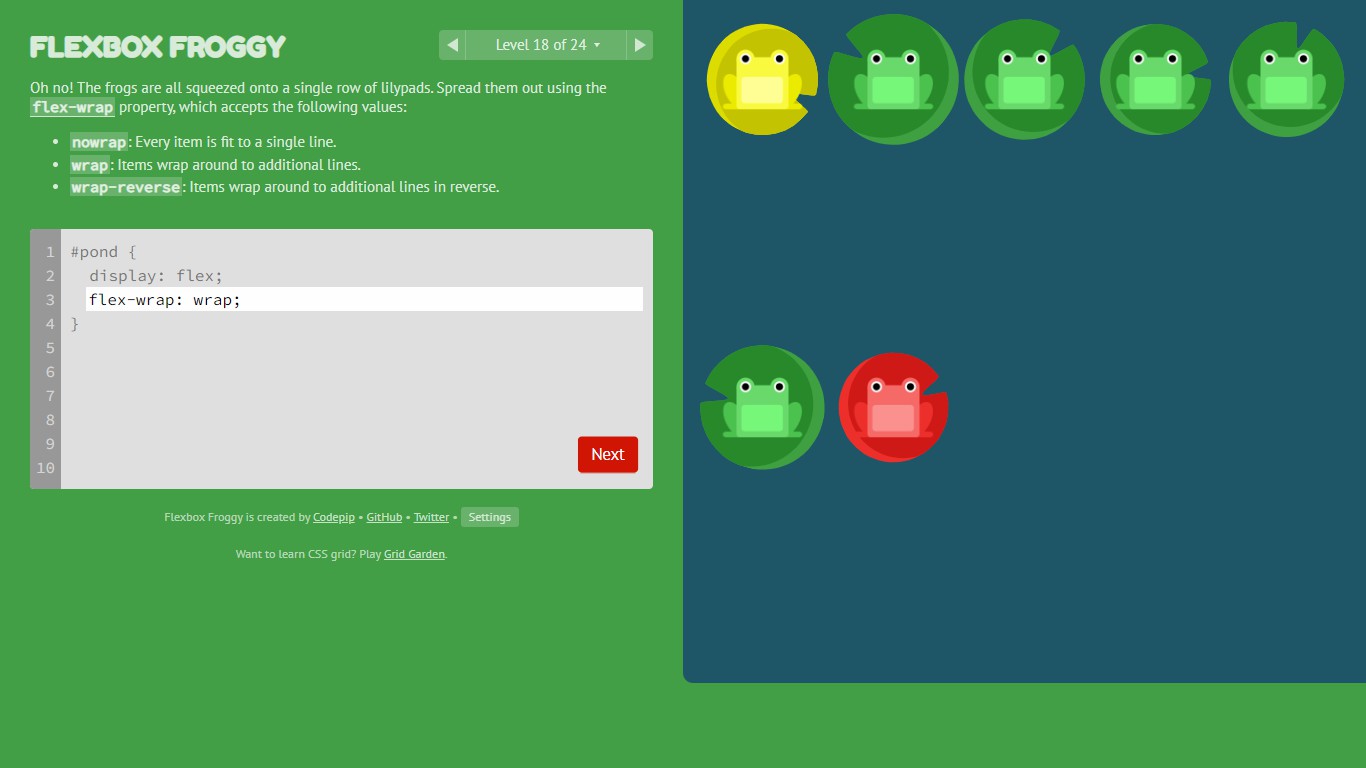 FLEXBOX FROGGY
Level 18 of 24
Oh no! The frogs are all squeezed onto a single row of lilypads. Spread them out using the
flex-wrap property, which accepts the following values:
• nowrap: Every item is fit to a single line.
• wrap: Items wrap around to additional lines.
• wrap-reverse: Items wrap around to additional lines in reverse.
1 #pond {
2 display: flex;
3 flex-wrap: wrap;
4 }
5
6
7
8
9
10
Next
Flexbox Froggy is created by Codepip • GitHub • Twitter • Settings
Want to learn CSS grid? Play Grid Garden.